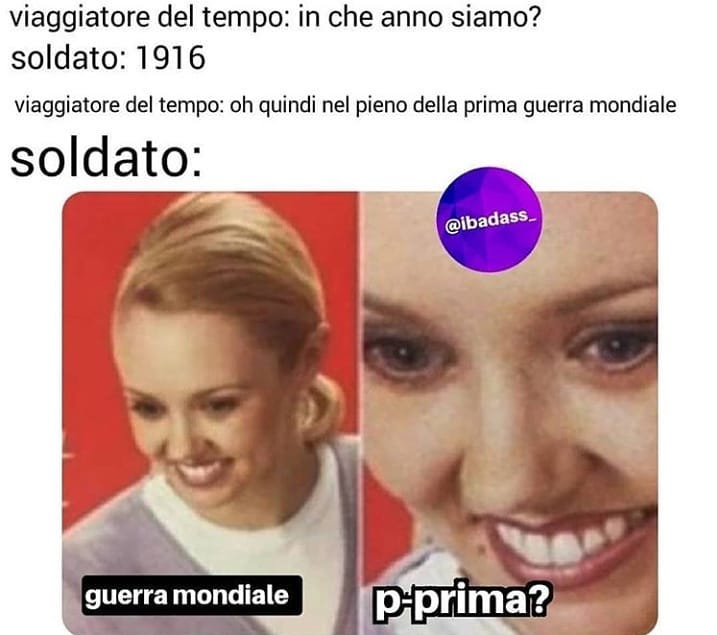 viaggiatore del tempo: in che anno siamo?
soldato: 1916
viaggiatore del tempo: oh quindi nel pieno della prima guerra mondiale
soldato:
@ibadass_
guerra mondiale
p-prima?